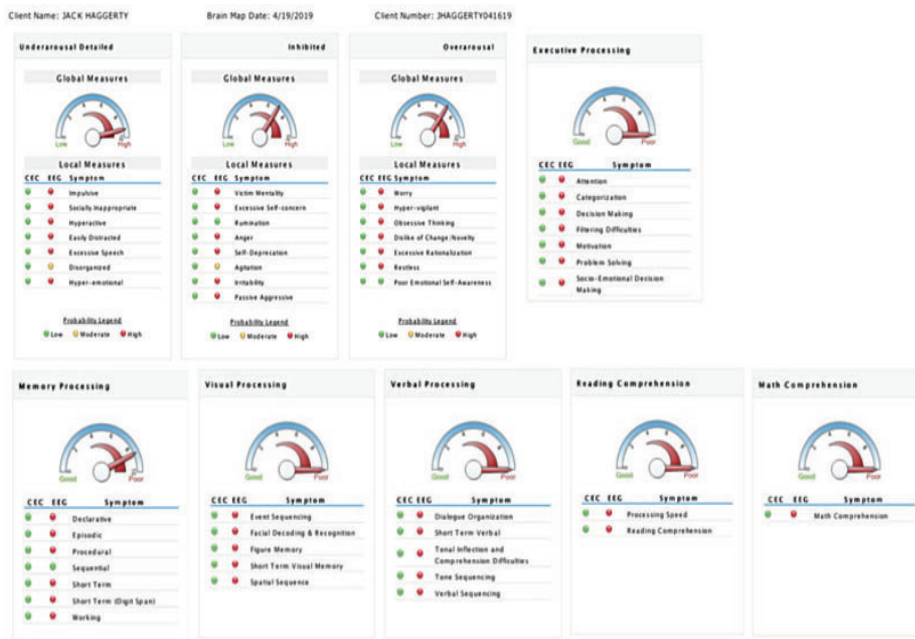 Client Name: JACK HAGGERTY Brain Map Date: 4/19/2019 Client Number: JHAGGERTY041619
Underarousal Detailed
Global Measures
Low High
Local Measures
CEC EEG Symptom
Impulsive
Socially Inappropriate
Hyperactive
Easily Distracted
Excessive Speech
Disorganized
Hyper-emotional
Probability Legend
Low Moderate High
Inhibited
Global Measures
Low High
Local Measures
CEC EEG Symptom
Victim Mentality
Excessive Self-concern
Rumination
Anger
Self-Deprecation
Agitation
Irritability
Passive Aggressive
Probability Legend
Low Moderate High
Overarousal
Global Measures
Low High
Local Measures
CEC EEG Symptom
Worry
Hyper-vigilant
Obsessive Thinking
Dislike of Change/Novelty
Excessive Rationalization
Restless
Poor Emotional Self-Awareness
Probability Legend
Low Moderate High
Executive Processing
Good Poor
CEC EEG Symptom
Attention
Categorization
Decision Making
Filtering Difficulties
Motivation
Problem Solving
Socio-Emotional Decision
Making
Memory Processing
Good Poor
CEC EEG Symptom
Declarative
Episodic
Procedural
Sequential
Short Term
Short Term (Digit Span)
Working
Visual Processing
Good Poor
CEC EEG Symptom
Event Sequencing
Facial Decoding & Recognition
Figure Memory
Short Term Visual Memory
Spatial Sequence
Verbal Processing
Good Poor
CEC EEG Symptom
Dialogue Organization
Short Term Verbal
Tonal Inflection and
Comprehension Difficulties
Tone Sequencing
Verbal Sequencing
Reading Comprehension
Good Poor
CEC EEG Symptom
Processing Speed
Reading Comprehension
Math Comprehension
Good Poor
CEC EEG Symptom
Math Comprehension